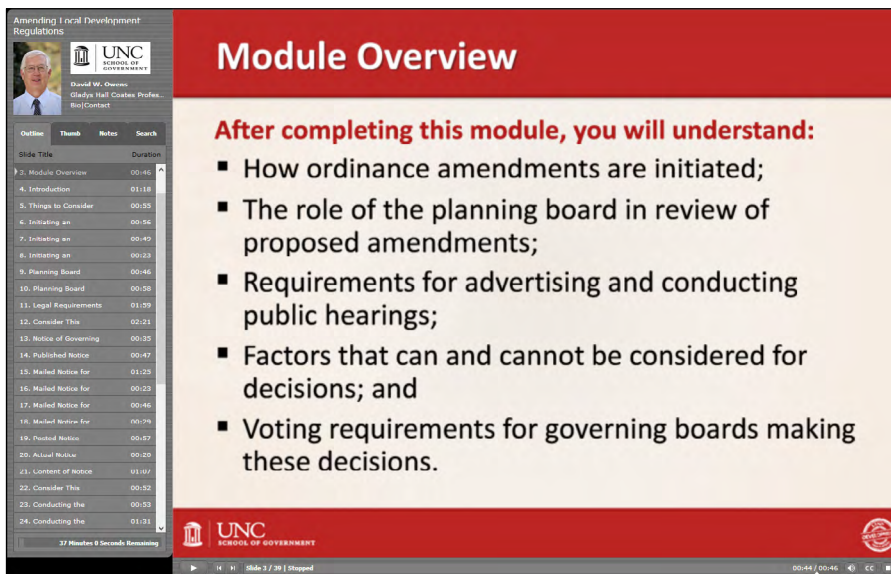 Amending Local Development
Regulations
UNC
SCHOOL OF
GOVERNMENT
David W. Owens
Gladys Hall Coates Profes...
Bio|Contact
Outline Thumb Notes Search
Slide Title Duration
3. Module Overview 00:46
4. Introduction 01:18
5. Things to Consider 00:55
6. Initiating an 00:56
7. Initiating an 00:49
8. Initiating an 00:23
9. Planning Board 00:46
10. Planning Board 00:58
11. Legal Requirements 01:59
12. Consider This 02:21
13. Notice of Governing 00:35
14. Published Notice 00:47
15. Mailed Notice for 01:25
16. Mailed Notice for 00:23
17. Mailed Notice for 00:46
18. Mailed Notice for 00:29
19. Posted Notice 00:57
20. Actual Notice 00:20
21. Content of Notice 01:07
22. Consider This 00:52
23. Conducting the 00:53
24. Conducting the 01:31
37 Minutes 0 Seconds Remaining
Module Overview
After completing this module, you will understand:
▪ How ordinance amendments are initiated;
▪ The role of the planning board in review of
proposed amendments;
▪ Requirements for advertising and conducting
public hearings;
▪ Factors that can and cannot be considered for
decisions; and
▪ Voting requirements for governing boards making
these decisions.
UNC
SCHOOL OF GOVERNMENT
Slide 3 / 39 | Stopped
00:44 / 00:46 CC